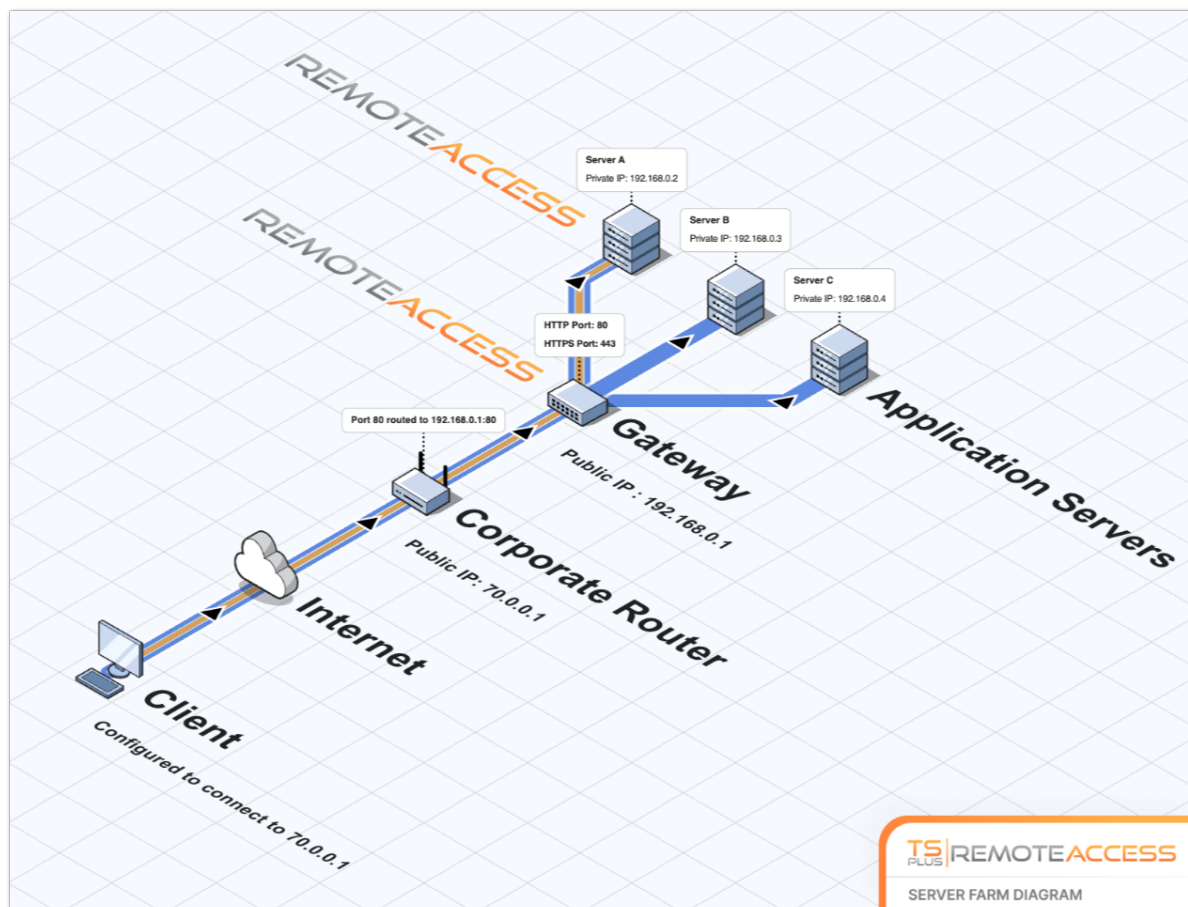 REMOTEACCESS
Server A
Private IP: 192.168.0.2
REMOTEACCESS
Server B
Private IP: 192.168.0.3
Server C
Private IP: 192.168.0.4
HTTP Port: 80
HTTPS Port: 443
Application Servers
Port 80 routed to 192.168.0.1:80
Gateway
Public IP : 192.168.0.1
Corporate Router
Public IP: 70.0.0.1
Internet
Client
Configured to connect to 70.0.0.1
TS PLUS REMOTEACCESS
SERVER FARM DIAGRAM